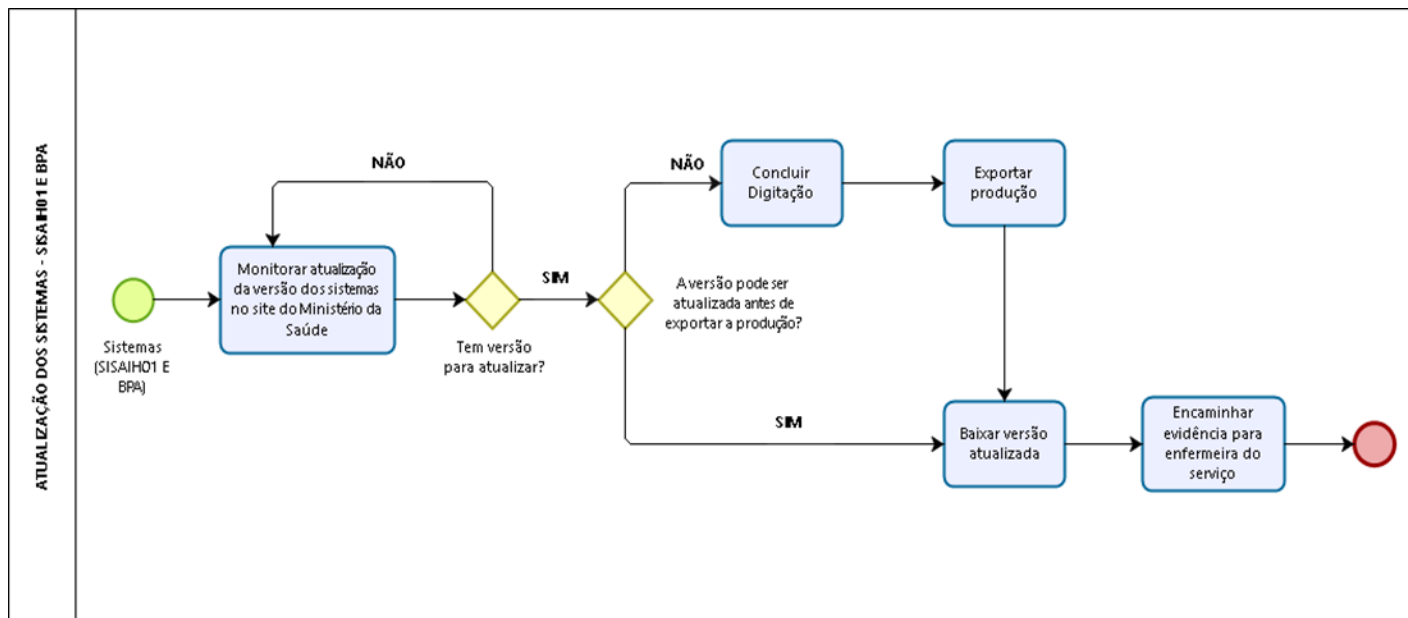 ATUALIZAÇÃO DOS SISTEMAS - SISAIH01 E BPA
Sistemas
(SISAIH01 E
BPA)
Monitorar atualização
da versão dos sistemas
no site do Ministério da
Saúde
NÃO
Tem versão
para atualizar?
SIM
A versão pode ser
atualizada antes de
exportar a produção?
NÃO
Concluir
Digitação
Exportar
produção
SIM
Baixar versão
atualizada
Encaminhar
evidência para
enfermeira do
serviço